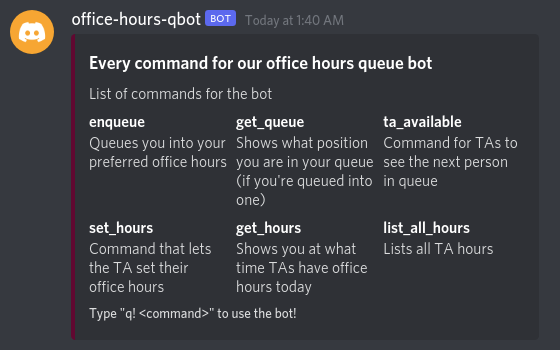 office-hours-qbot BOT Today at 1:40 AM
Every command for our office hours queue bot
List of commands for the bot
enqueue
Queues you into your
preferred office hours
get_queue
Shows what position
you are in your queue
(if you're queued into
one)
ta_available
Command for TAs to
see the next person
in queue
set_hours
Command that lets
the TA set their
office hours
get_hours
Shows you at what
time TAs have office
hours today
list_all_hours
Lists all TA hours
Type "q! <command>" to use the bot!